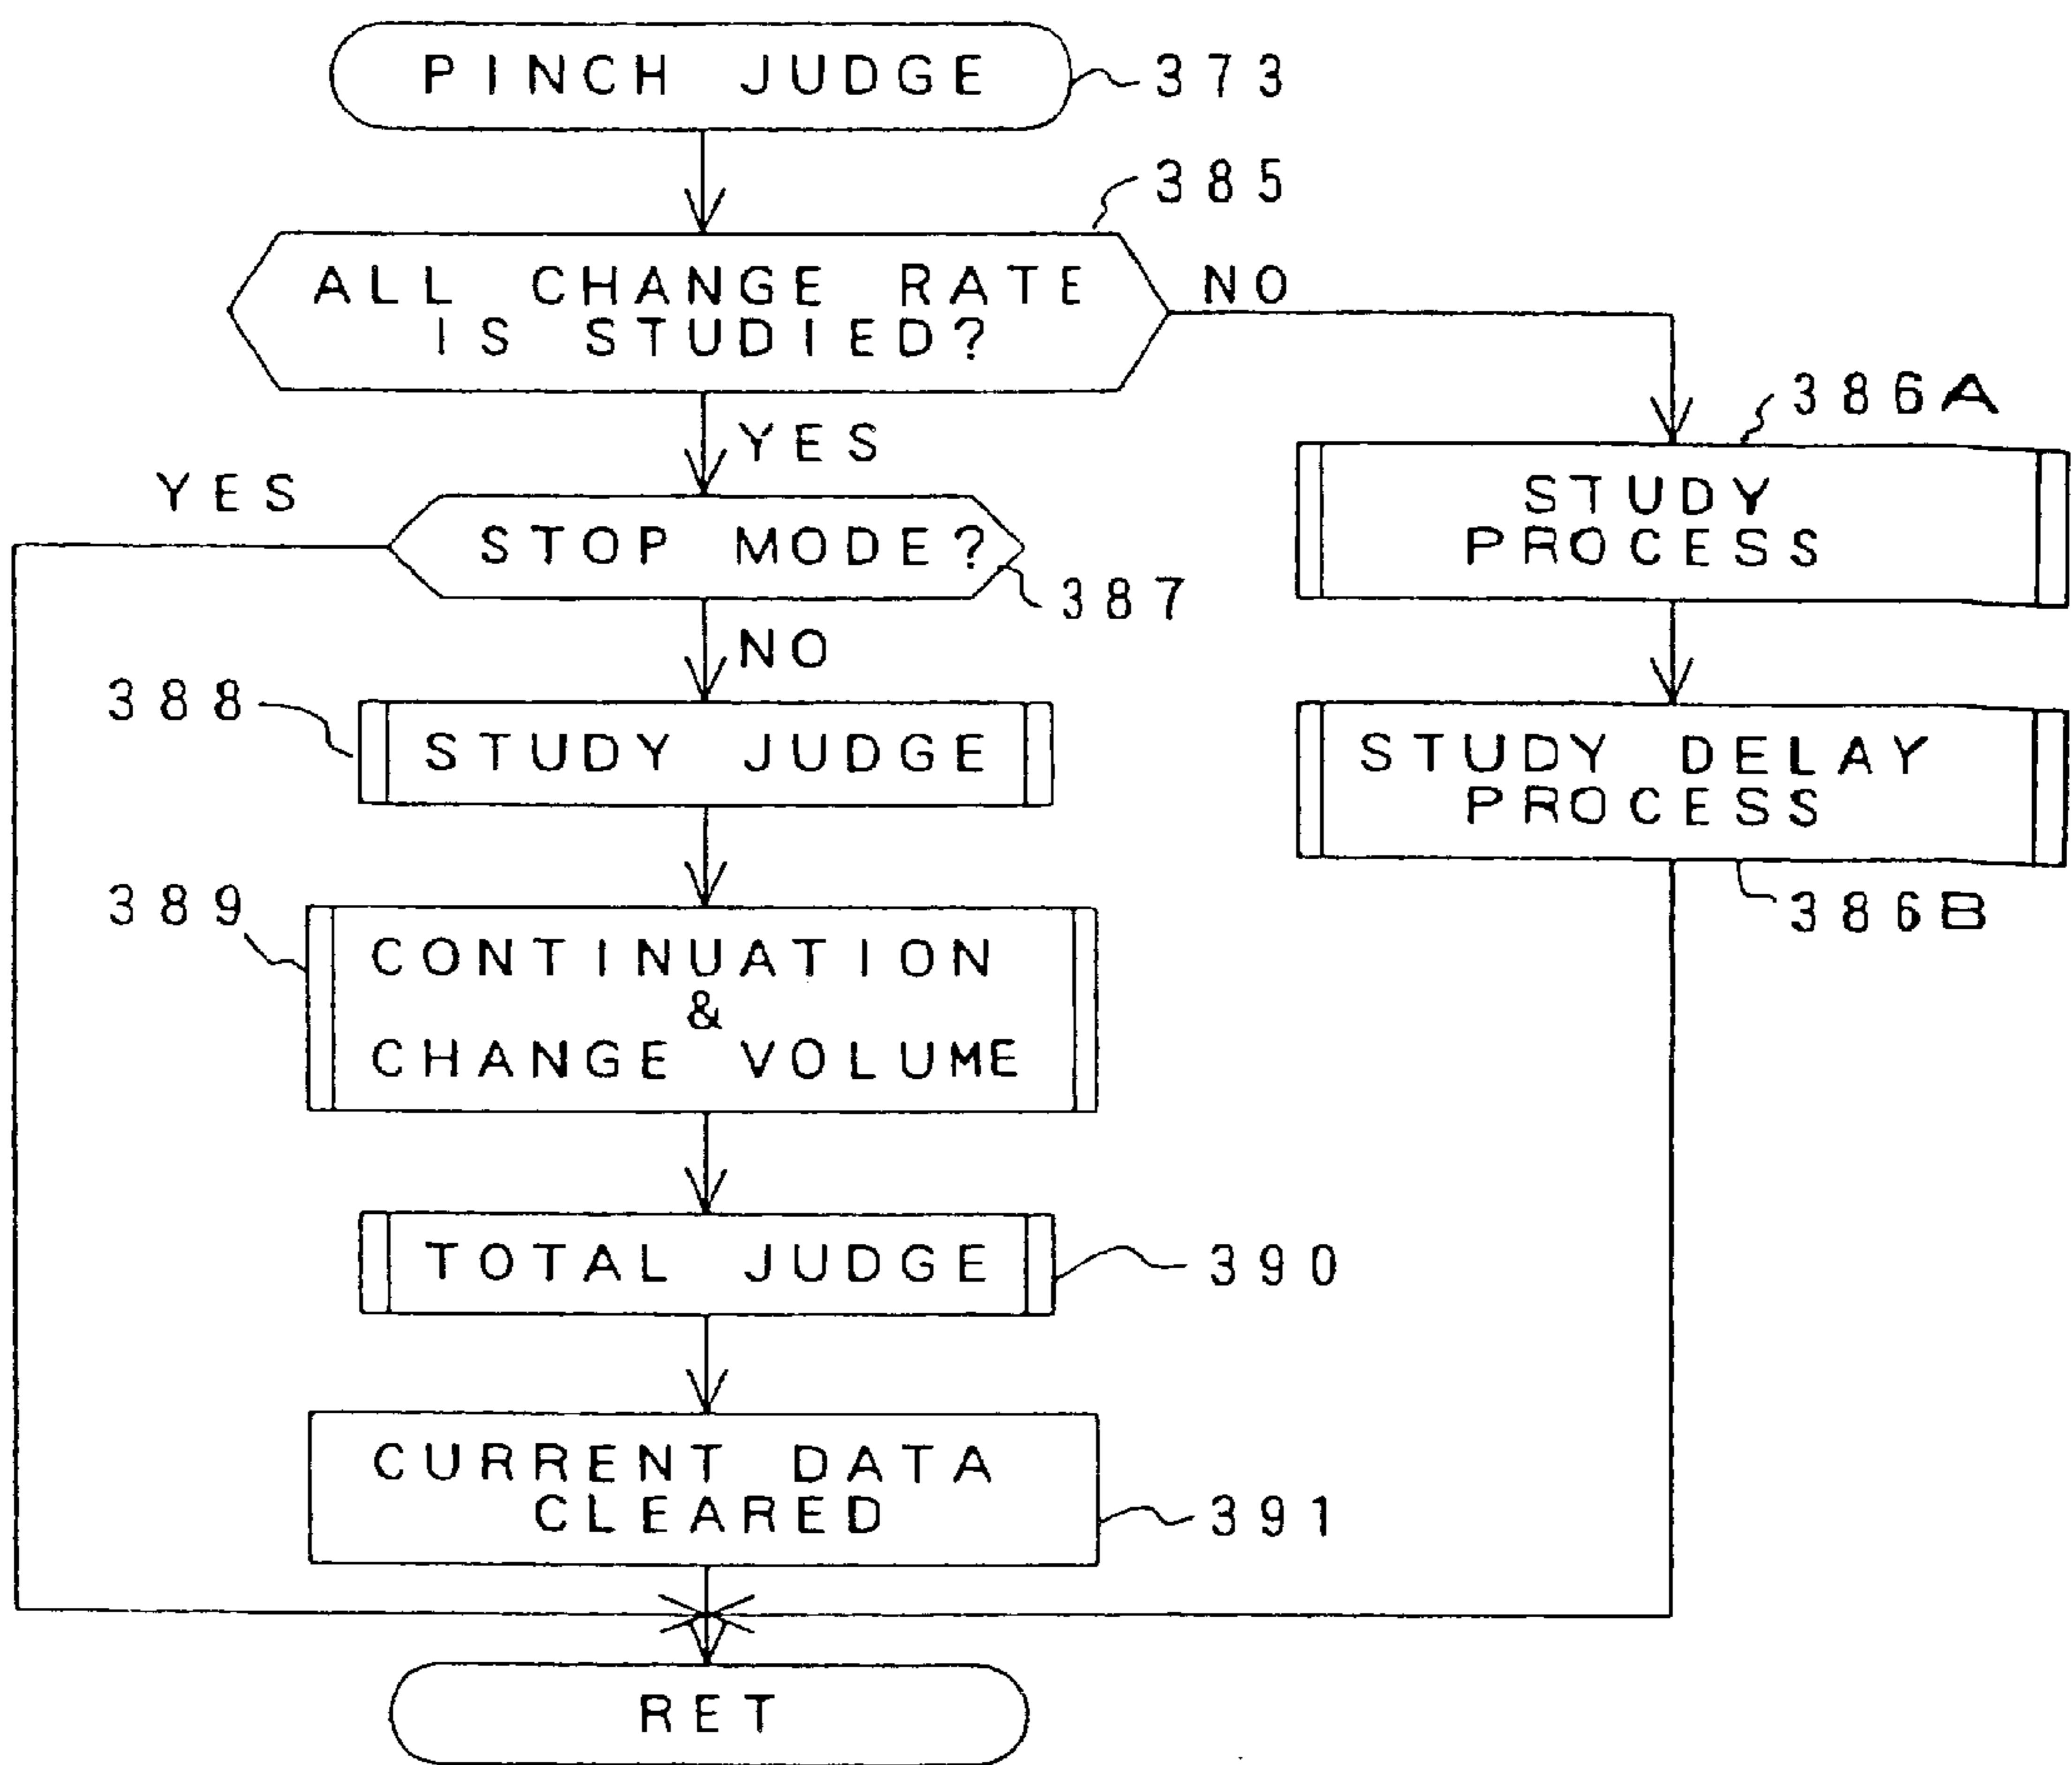 PINCH JUDGE
373
385
ALL CHANGE RATE
IS STUDIED?
NO
386A
YES
YES
STUDY
PROCESS
STOP MODE?
387
NO
388
STUDY JUDGE
STUDY DELAY
PROCESS
389
386B
CONTINUATION
&
CHANGE VOLUME
TOTAL JUDGE
390
CURRENT DATA
CLEARED
391
RET